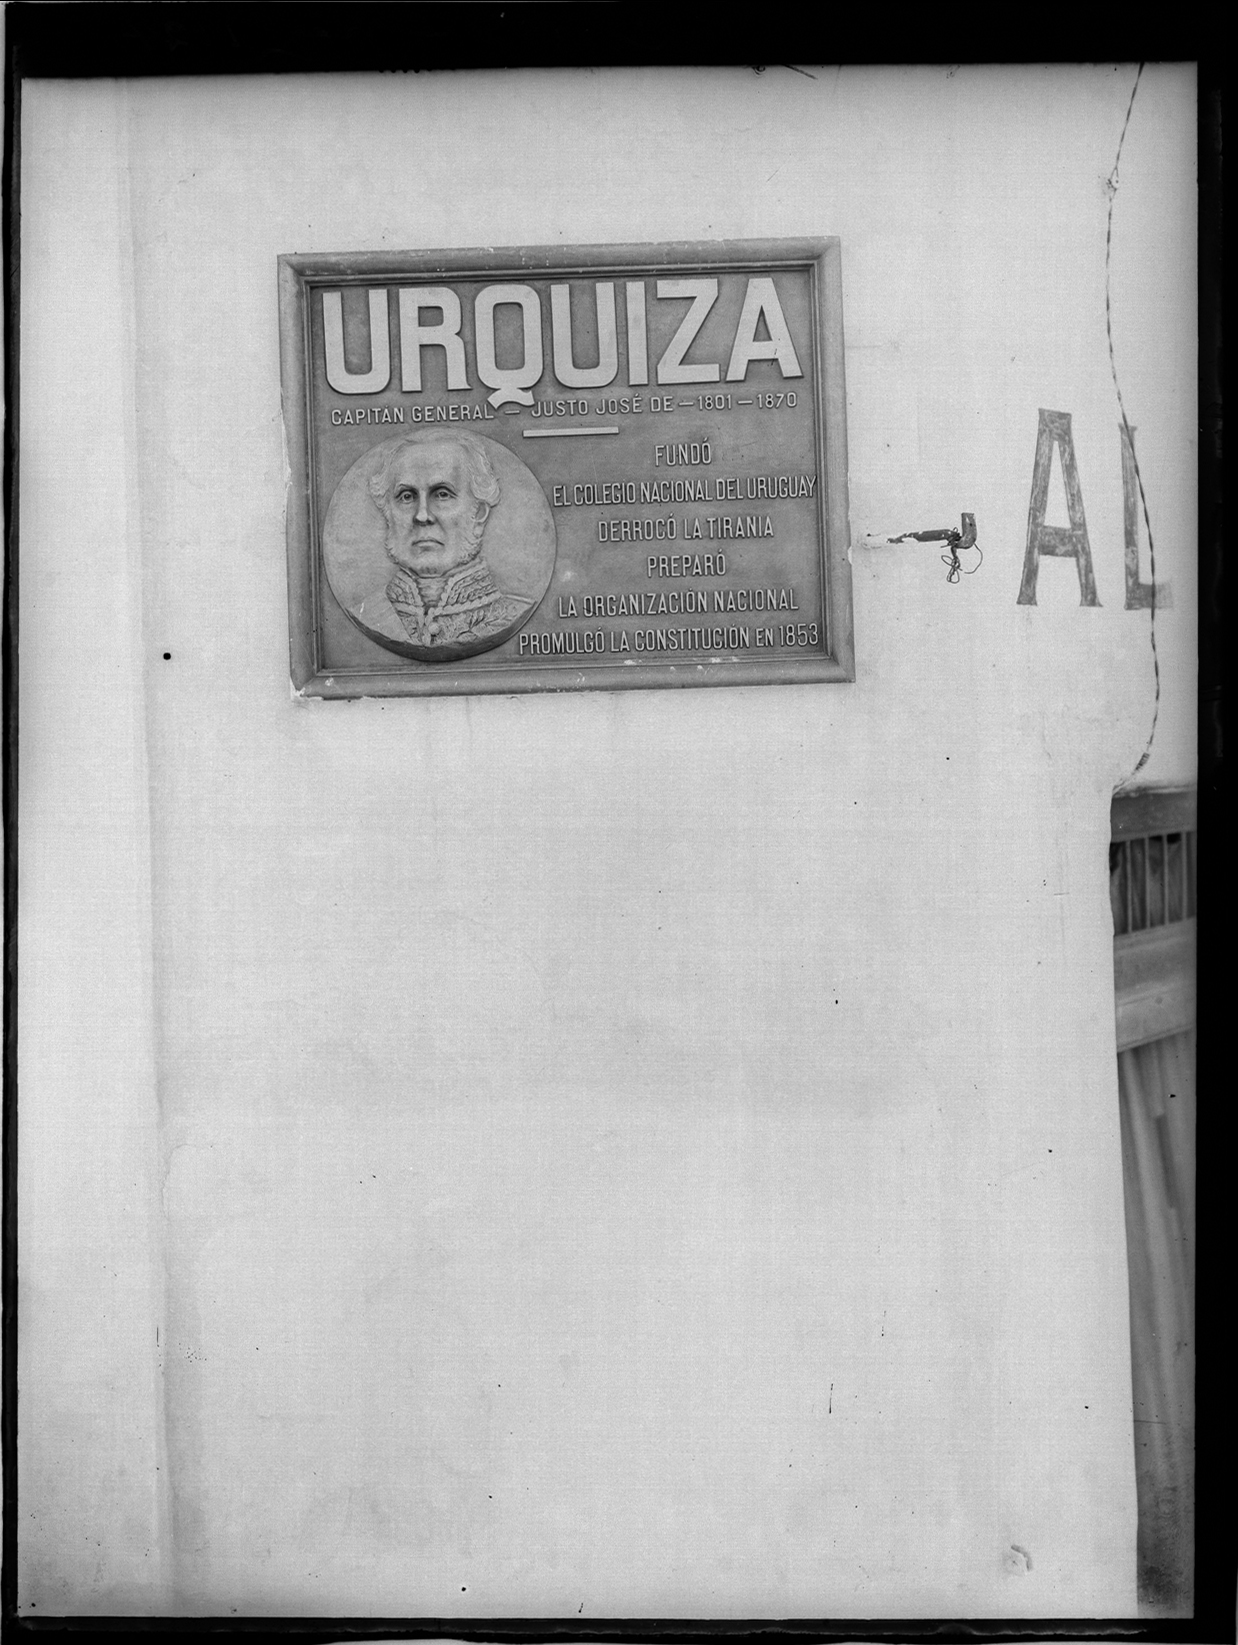 URQUIZA
CAPITAN GENERAL — JUSTO JOSÉ DE — 1801 — 1870
FUNDÓ
EL COLEGIO NACIONAL DEL URUGUAY
DERROCÓ LA TIRANIA
PREPARÓ
LA ORGANIZACIÓN NACIONAL
PROMULGÓ LA CONSTITUCIÓN EN 1853
AL